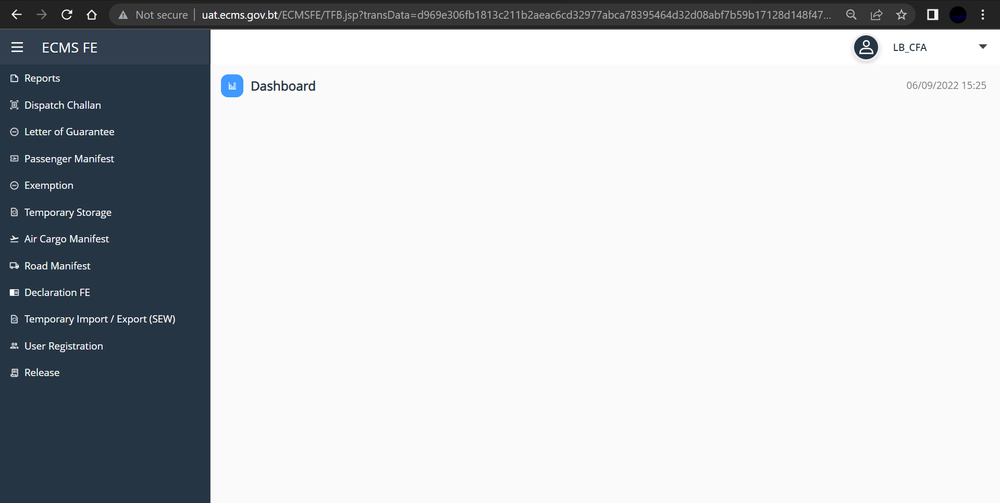 Not secure uat.ecms.gov.bt/ECMSFE/TFB.jsp?transData=d969e306fb1813c211b2aeac6cd32977abca78395464d32d08abf7b59b17128d148f47...
ECMS FE
LB_CFA
Dashboard
06/09/2022 15:25
Reports
Dispatch Challan
Letter of Guarantee
Passenger Manifest
Exemption
Temporary Storage
Air Cargo Manifest
Road Manifest
Declaration FE
Temporary Import / Export (SEW)
User Registration
Release